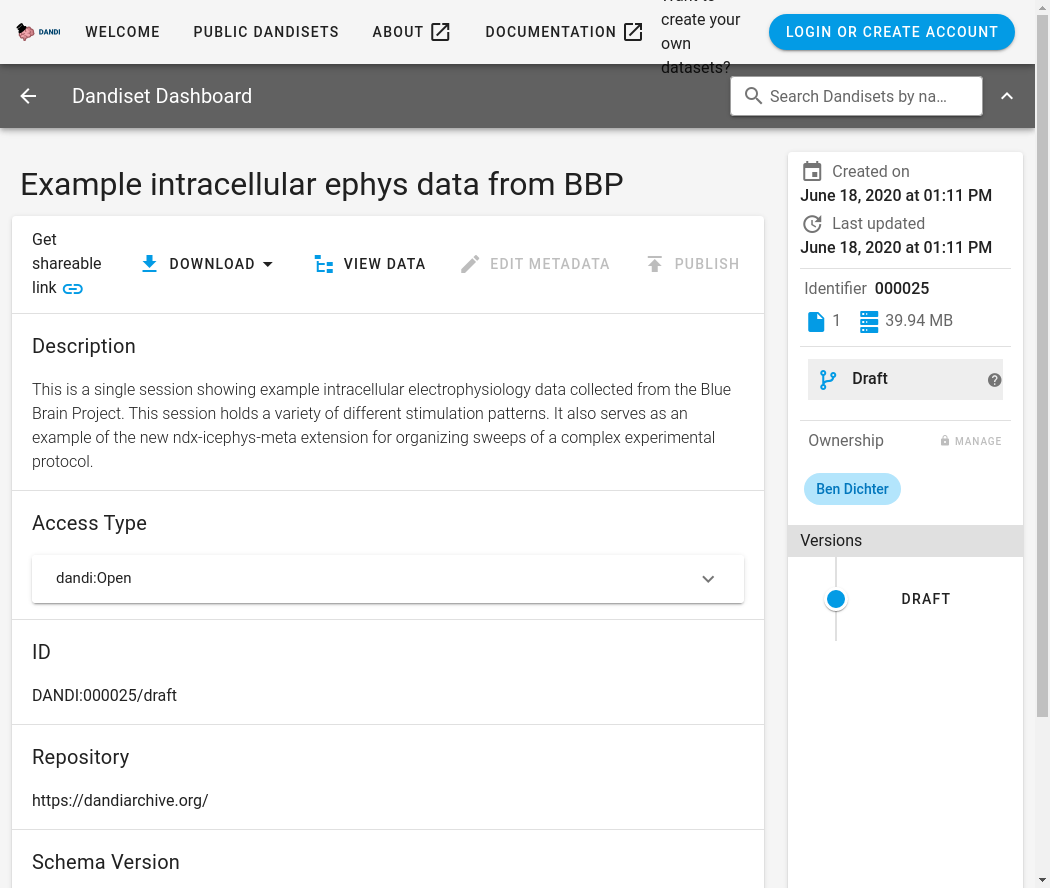 DANDI
WELCOME
PUBLIC DANDISETS
ABOUT
DOCUMENTATION
create your
own
datasets?
LOGIN OR CREATE ACCOUNT
Dandiset Dashboard
Search Dandisets by na…
Example intracellular ephys data from BBP
Get
shareable
link
DOWNLOAD
VIEW DATA
EDIT METADATA
PUBLISH
Description
This is a single session showing example intracellular electrophysiology data collected from the Blue
Brain Project. This session holds a variety of different stimulation patterns. It also serves as an
example of the new ndx-icephys-meta extension for organizing sweeps of a complex experimental
protocol.
Access Type
dandi:Open
ID
DANDI:000025/draft
Repository
https://dandiarchive.org/
Schema Version
Created on
June 18, 2020 at 01:11 PM
Last updated
June 18, 2020 at 01:11 PM
Identifier 000025
1 39.94 MB
Draft
Ownership
MANAGE
Ben Dichter
Versions
DRAFT